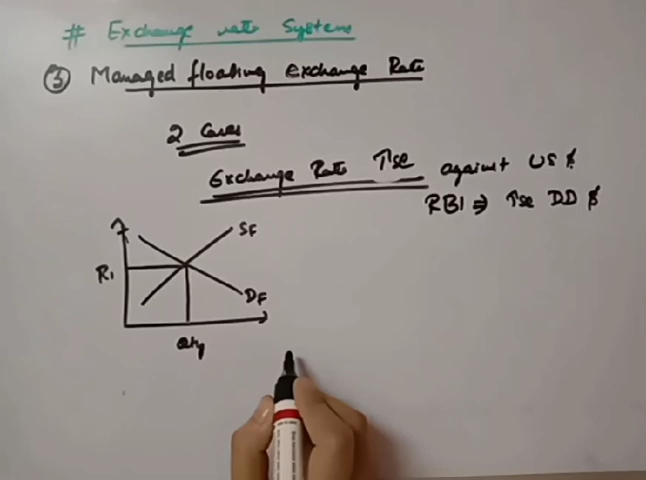 # Exchange rate Systems
③ Managed floating exchange Rate
2 Cases
Exchange Rate ↑se against US $
RBI ⇒ ↑se DD $
SF
R₁
DF
Qty